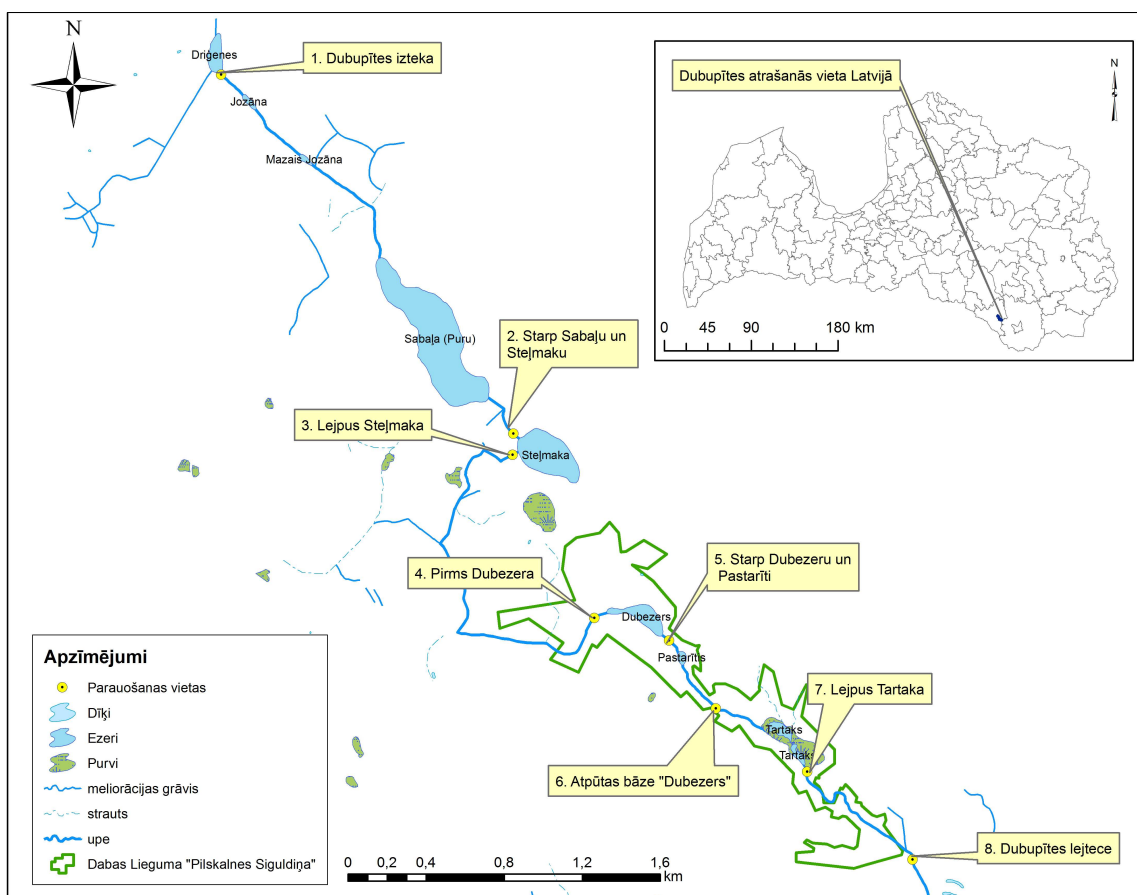 N
Driģenes
1. Dubupītes izteka
Jozāna
Mazais Jozāna
Dubupītes atrašanās vieta Latvijā
N
0 45 90 180 km
Sabaļa (Puru)
2. Starp Sabaļu un
Steļmaku
3. Lejpus Steļmaka
Steļmaka
4. Pirms Dubezera
5. Starp Dubezeru un
Pastarīti
Dubezers
Pastarītis
7. Lejpus Tartaka
Tartaks
Tartaks
6. Atpūtas bāze "Dubezers"
8. Dubupītes lejtece
Apzīmējumi
Parauošanas vietas
Dīķi
Ezeri
Purvi
meliorācijas grāvis
strauts
upe
Dabas Lieguma "Pilskalnes Siguldiņa"
0 0,2 0,4 0,8 1,2 1,6
km